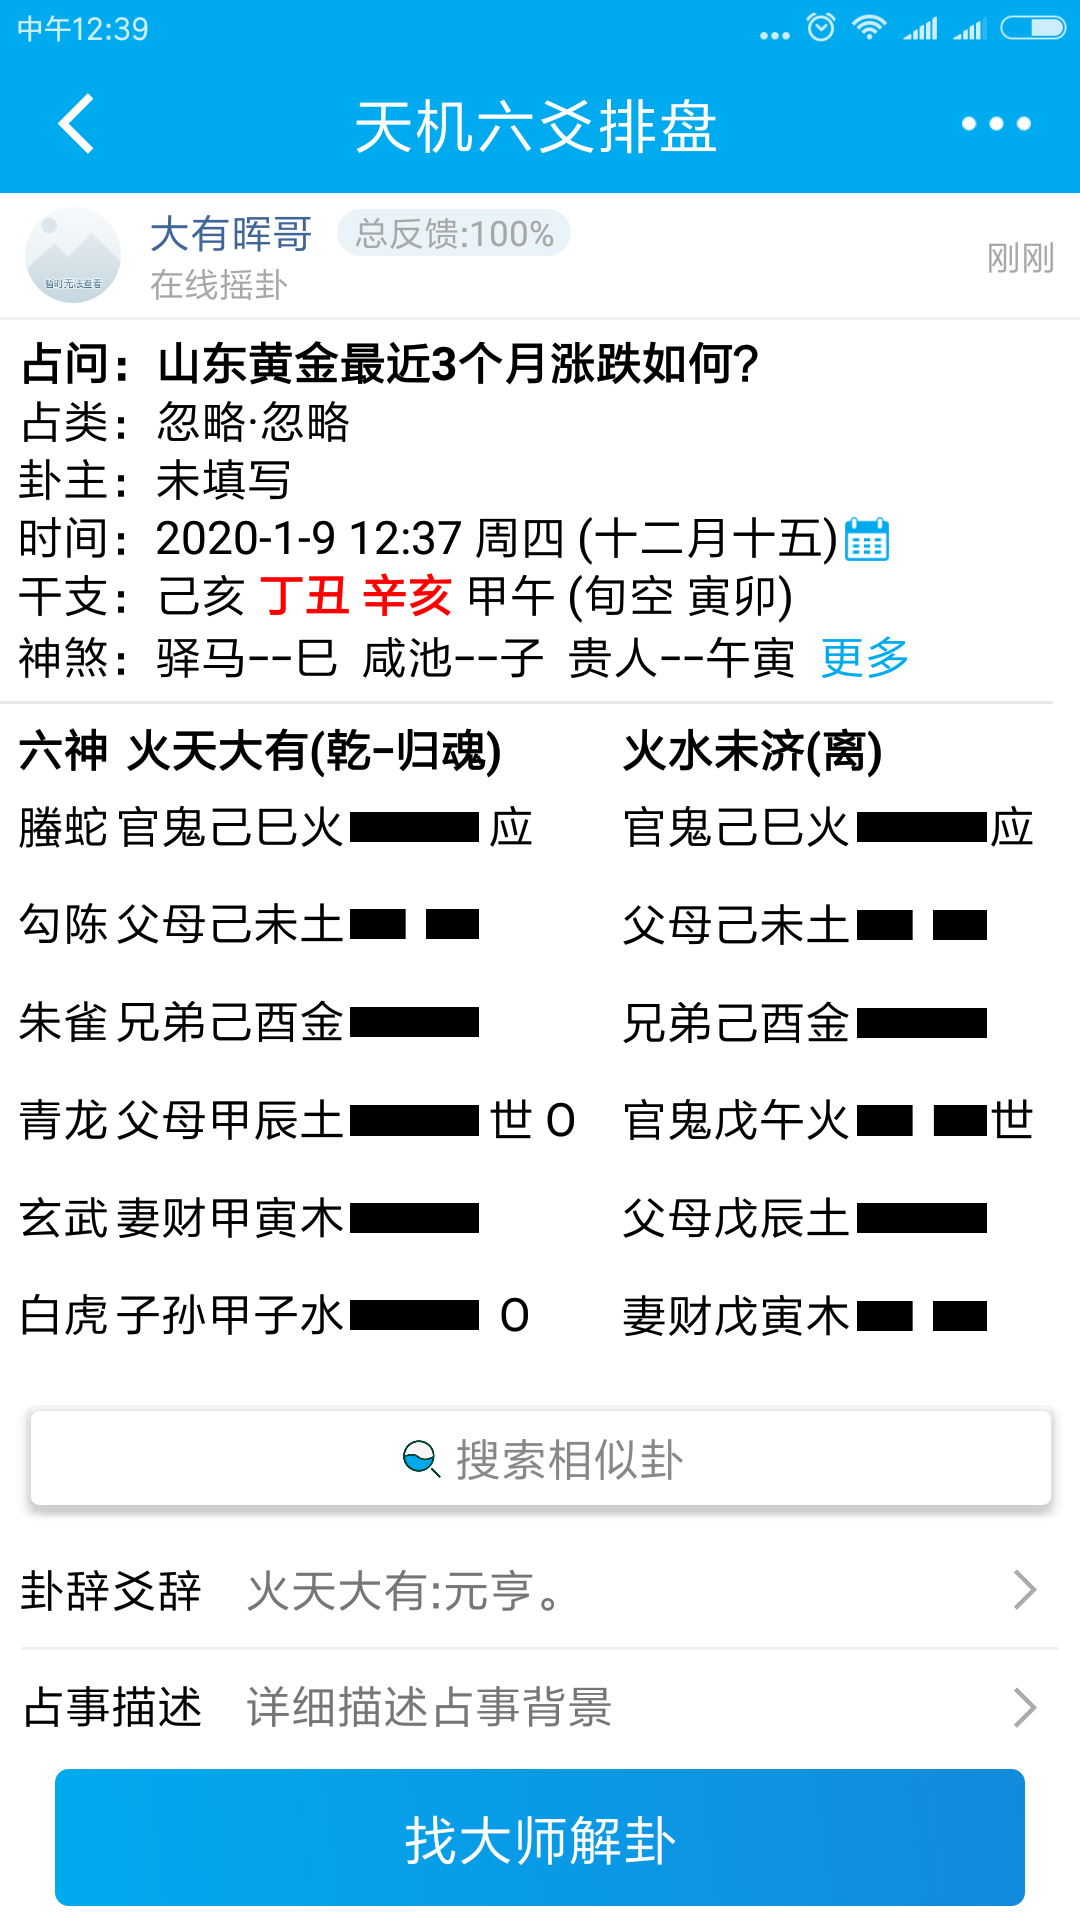 中午12:39
天机六爻排盘
大有晖哥 总反馈:100%
在线摇卦
刚刚
暂时无法查看
占问：山东黄金最近3个月涨跌如何?
占类：忽略·忽略
卦主：未填写
时间：2020-1-9 12:37 周四 (十二月十五)
干支：己亥 丁丑 辛亥 甲午 (旬空 寅卯)
神煞：驿马--巳 咸池--子 贵人--午寅 更多
六神 火天大有(乾-归魂) 火水未济(离)
螣蛇 官鬼己巳火 应 官鬼己巳火 应
勾陈 父母己未土 父母己未土
朱雀 兄弟己酉金 兄弟己酉金
青龙 父母甲辰土 世 O 官鬼戊午火 世
玄武 妻财甲寅木 父母戊辰土
白虎 子孙甲子水 O 妻财戊寅木
搜索相似卦
卦辞爻辞 火天大有:元亨。
占事描述 详细描述占事背景
找大师解卦